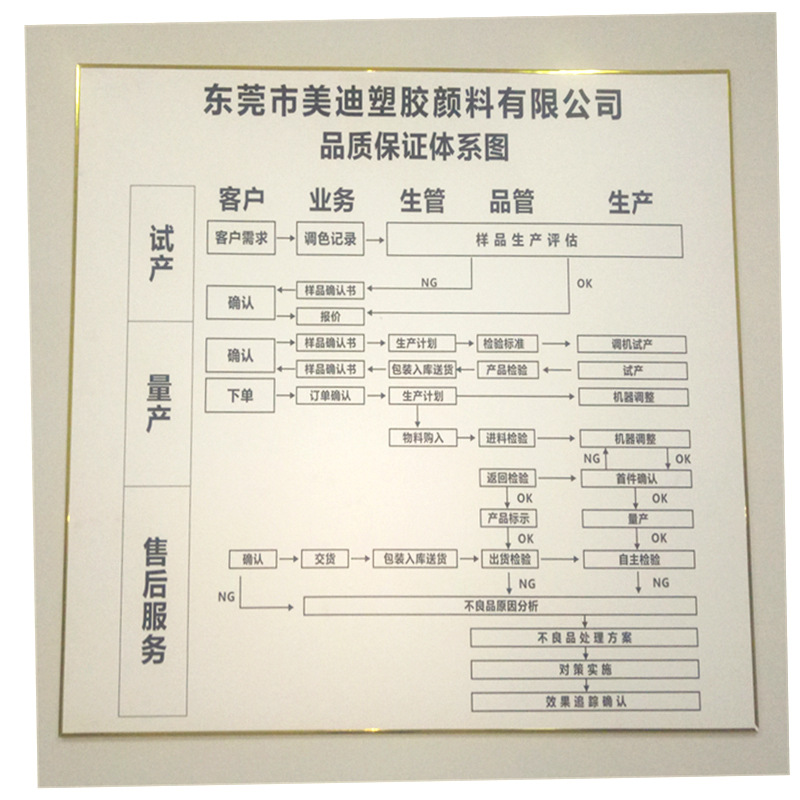 东莞市美迪塑胶颜料有限公司
品质保证体系图
客户 业务 生管 品管 生产
试产
客户需求 调色记录 样品生产评估
NG OK
样品确认书
确认
报价
量产
样品确认书 生产计划 检验标准 调机试产
确认
样品确认书 包装入库送货 产品检验 试产
下单 订单确认 生产计划 机器调整
物料购入 进料检验 机器调整
NG OK
返回检验 首件确认
OK OK
产品标示 量产
OK OK
售后服务
确认 交货 包装入库送货 出货检验 自主检验
NG NG NG
不良品原因分析
不良品处理方案
对策实施
效果追踪确认